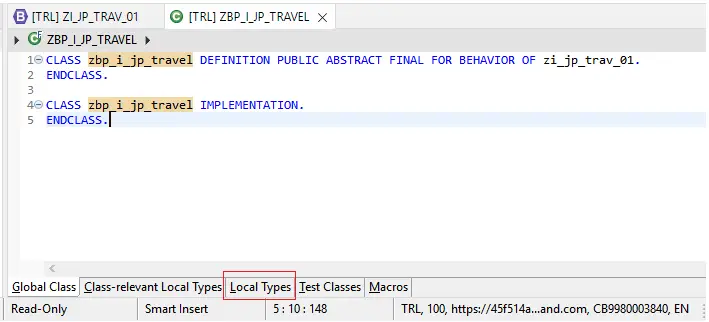 [TRL] ZI_JP_TRAV_01 [TRL] ZBP_I_JP_TRAVEL
ZBP_I_JP_TRAVEL
1 CLASS zbp_i_jp_travel DEFINITION PUBLIC ABSTRACT FINAL FOR BEHAVIOR OF zi_jp_trav_01.
2 ENDCLASS.
3
4 CLASS zbp_i_jp_travel IMPLEMENTATION.
5 ENDCLASS.
Global Class Class-relevant Local Types Local Types Test Classes Macros
Read-Only Smart Insert 5 : 10 : 148 TRL, 100, https://45f514a...and.com, CB9980003840, EN